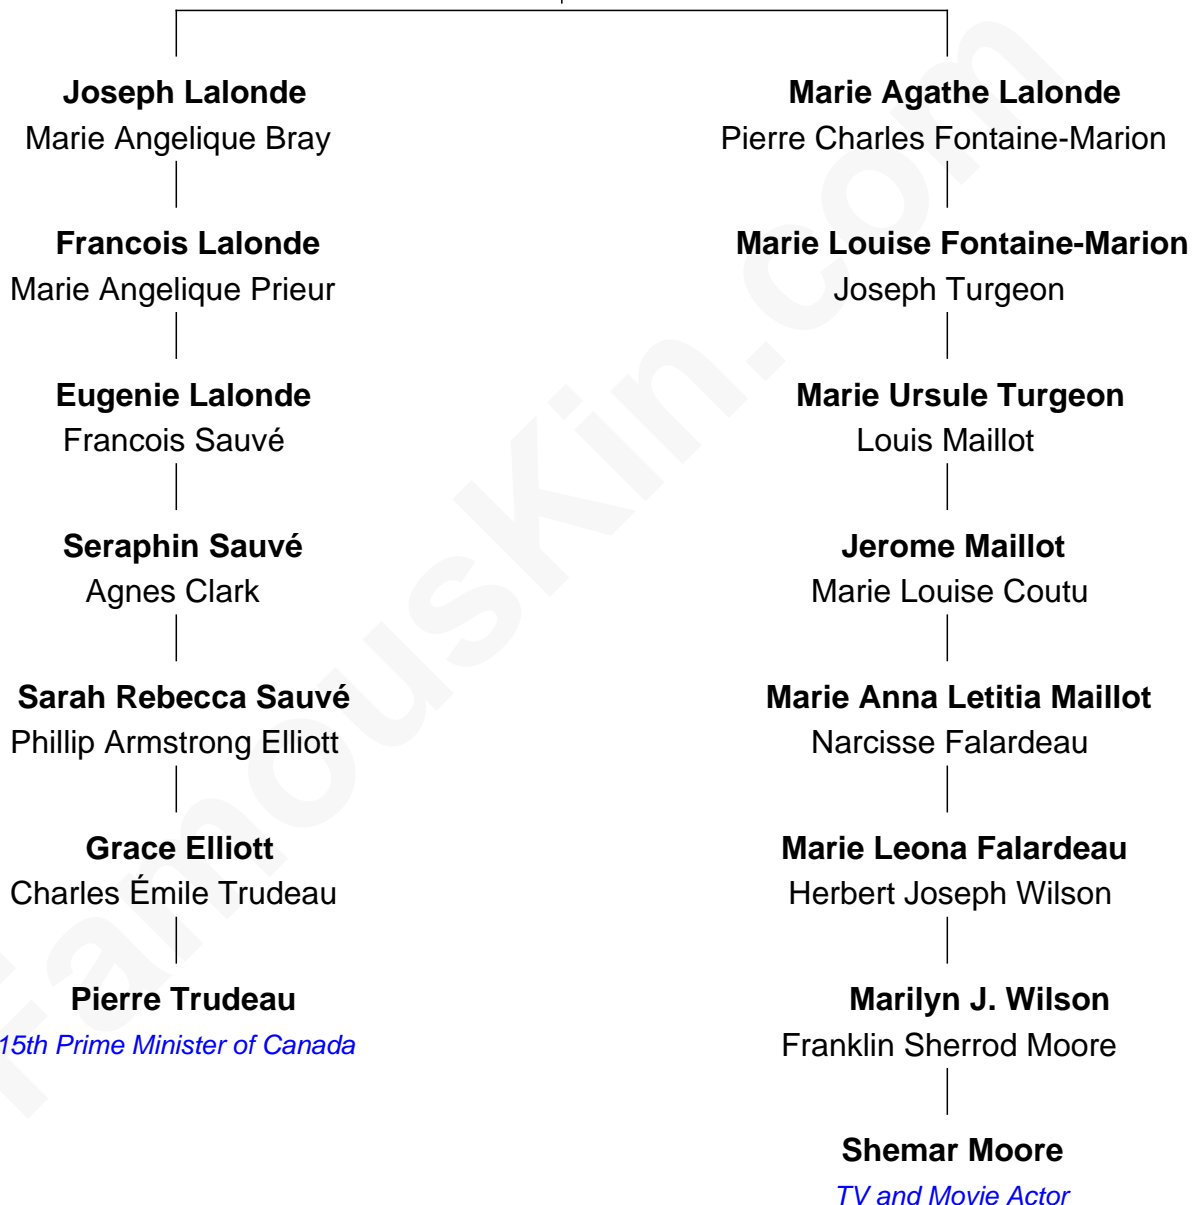 Joseph Lalonde
Marie Angelique Bray
Francois Lalonde
Marie Angelique Prieur
Eugenie Lalonde
Francois Sauvé
Seraphin Sauvé
Agnes Clark
Sarah Rebecca Sauvé
Phillip Armstrong Elliott
Grace Elliott
Charles Émile Trudeau
Pierre Trudeau
15th Prime Minister of Canada
Marie Agathe Lalonde
Pierre Charles Fontaine-Marion
Marie Louise Fontaine-Marion
Joseph Turgeon
Marie Ursule Turgeon
Louis Maillot
Jerome Maillot
Marie Louise Coutu
Marie Anna Letitia Maillot
Narcisse Falardeau
Marie Leona Falardeau
Herbert Joseph Wilson
Marilyn J. Wilson
Franklin Sherrod Moore
Shemar Moore
TV and Movie Actor
FamousKin.com